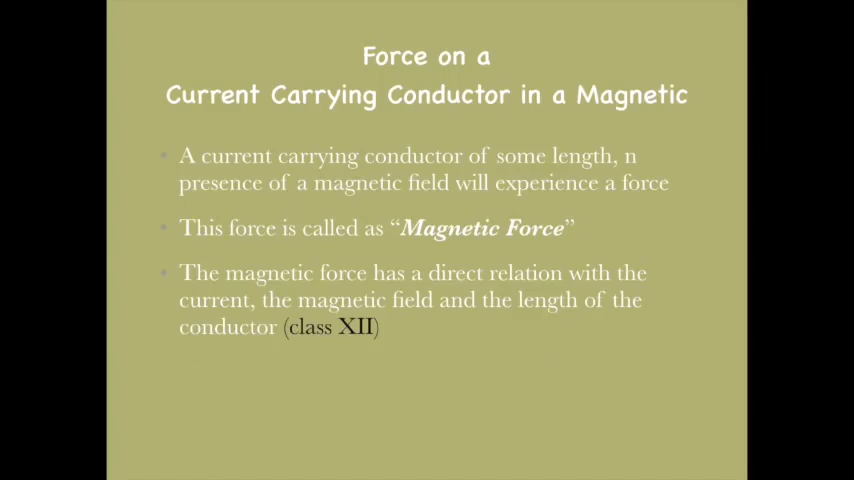 Force on a
Current Carrying Conductor in a Magnetic
• A current carrying conductor of some length, n
presence of a magnetic field will experience a force
• This force is called as “Magnetic Force”
• The magnetic force has a direct relation with the
current, the magnetic field and the length of the
conductor (class XII)